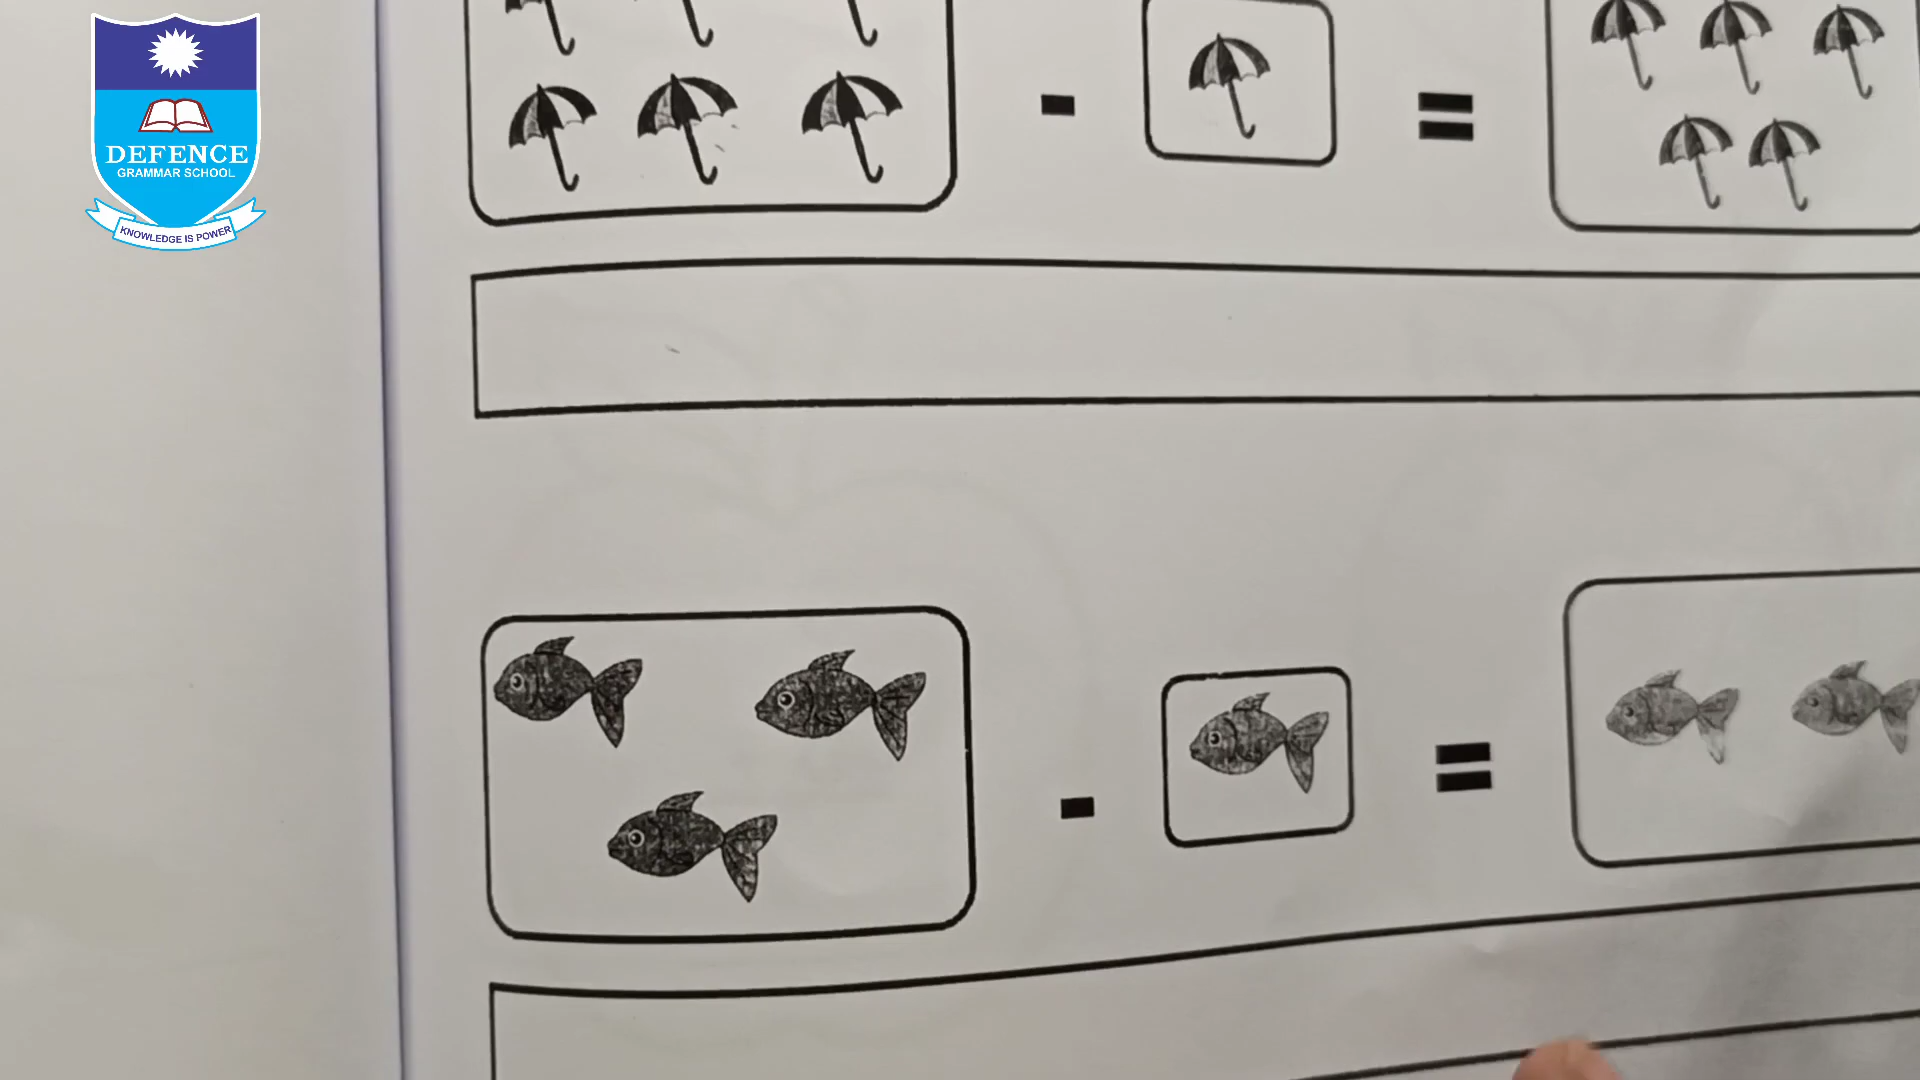 DEFENCE
GRAMMAR SCHOOL
KNOWLEDGE IS POWER
- =
- =